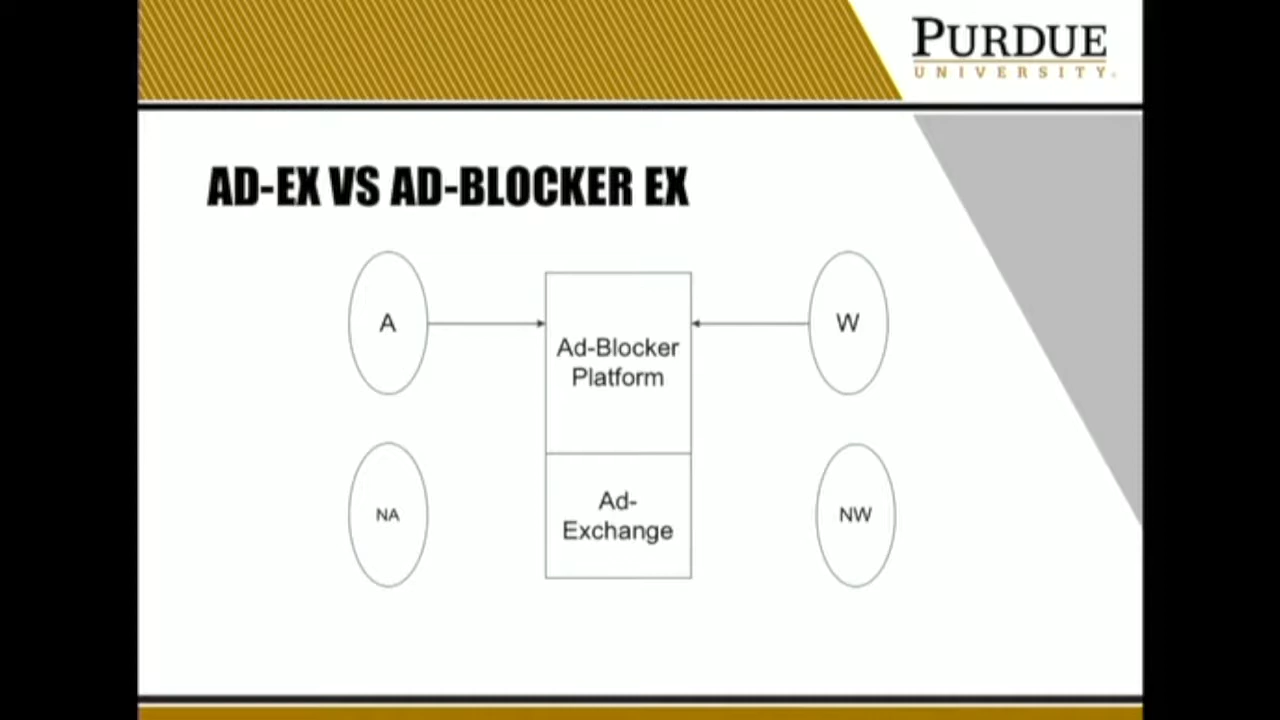 PURDUE
UNIVERSITY
AD-EX VS AD-BLOCKER EX
A
Ad-Blocker
Platform
W
NA
Ad-
Exchange
NW